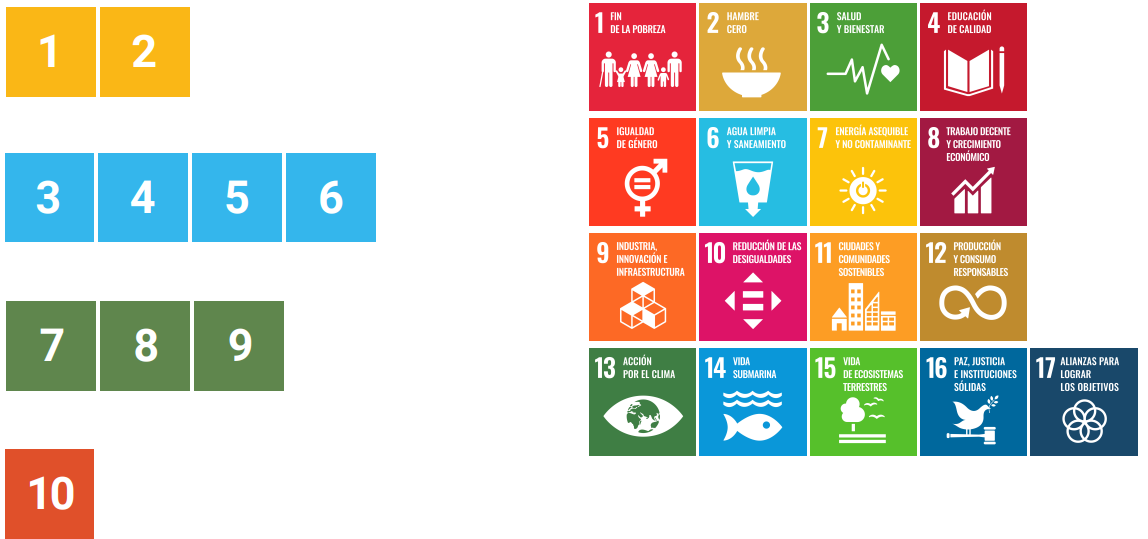 1 2
3 4 5 6
7 8 9
10
1 FIN
DE LA POBREZA
2 HAMBRE
CERO
3 SALUD
Y BIENESTAR
4 EDUCACIÓN
DE CALIDAD
5 IGUALDAD
DE GÉNERO
6 AGUA LIMPIA
Y SANEAMIENTO
7 ENERGÍA ASEQUIBLE
Y NO CONTAMINANTE
8 TRABAJO DECENTE
Y CRECIMIENTO
ECONÓMICO
9 INDUSTRIA,
INNOVACIÓN E
INFRAESTRUCTURA
10 REDUCCIÓN DE LAS
DESIGUALDADES
11 CIUDADES Y
COMUNIDADES
SOSTENIBLES
12 PRODUCCIÓN
Y CONSUMO
RESPONSABLES
13 ACCIÓN
POR EL CLIMA
14 VIDA
SUBMARINA
15 VIDA
DE ECOSISTEMAS
TERRESTRES
16 PAZ, JUSTICIA
E INSTITUCIONES
SÓLIDAS
17 ALIANZAS PARA
LOGRAR
LOS OBJETIVOS